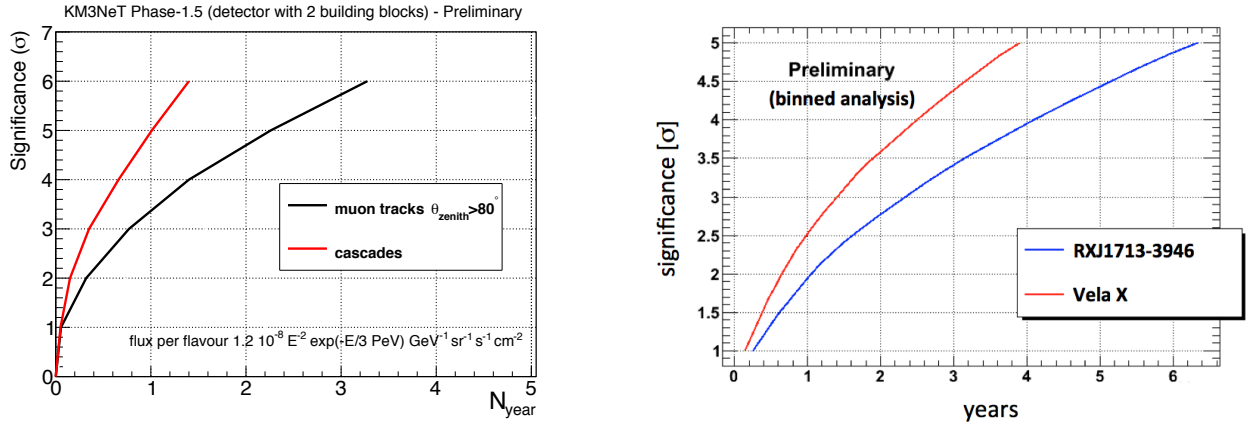 KM3NeT Phase-1.5 (detector with 2 building blocks) - Preliminary
Significance (σ)
7
6
5
4
3
2
1
0
muon tracks θzenith>80°
cascades
flux per flavour 1.2 10⁻⁸ E⁻² exp(-E/3 PeV) GeV⁻¹ sr⁻¹ s⁻¹ cm⁻²
0 1 2 3 4 5
Nyear
significance [σ]
5
4.5
4
3.5
3
2.5
2
1.5
1
Preliminary
(binned analysis)
RXJ1713-3946
Vela X
0 1 2 3 4 5 6
years